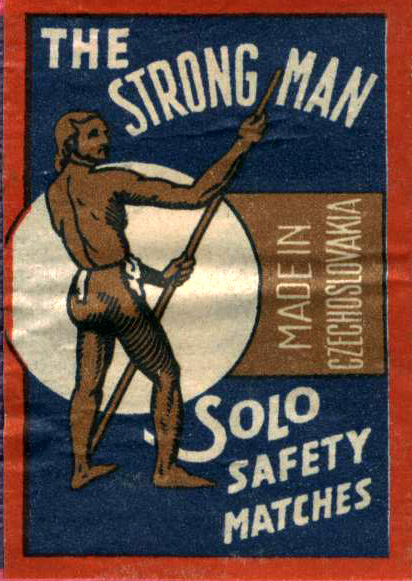 THE
STRONG MAN
MADE IN
CZECHOSLOVAKIA
SOLO
SAFETY
MATCHES